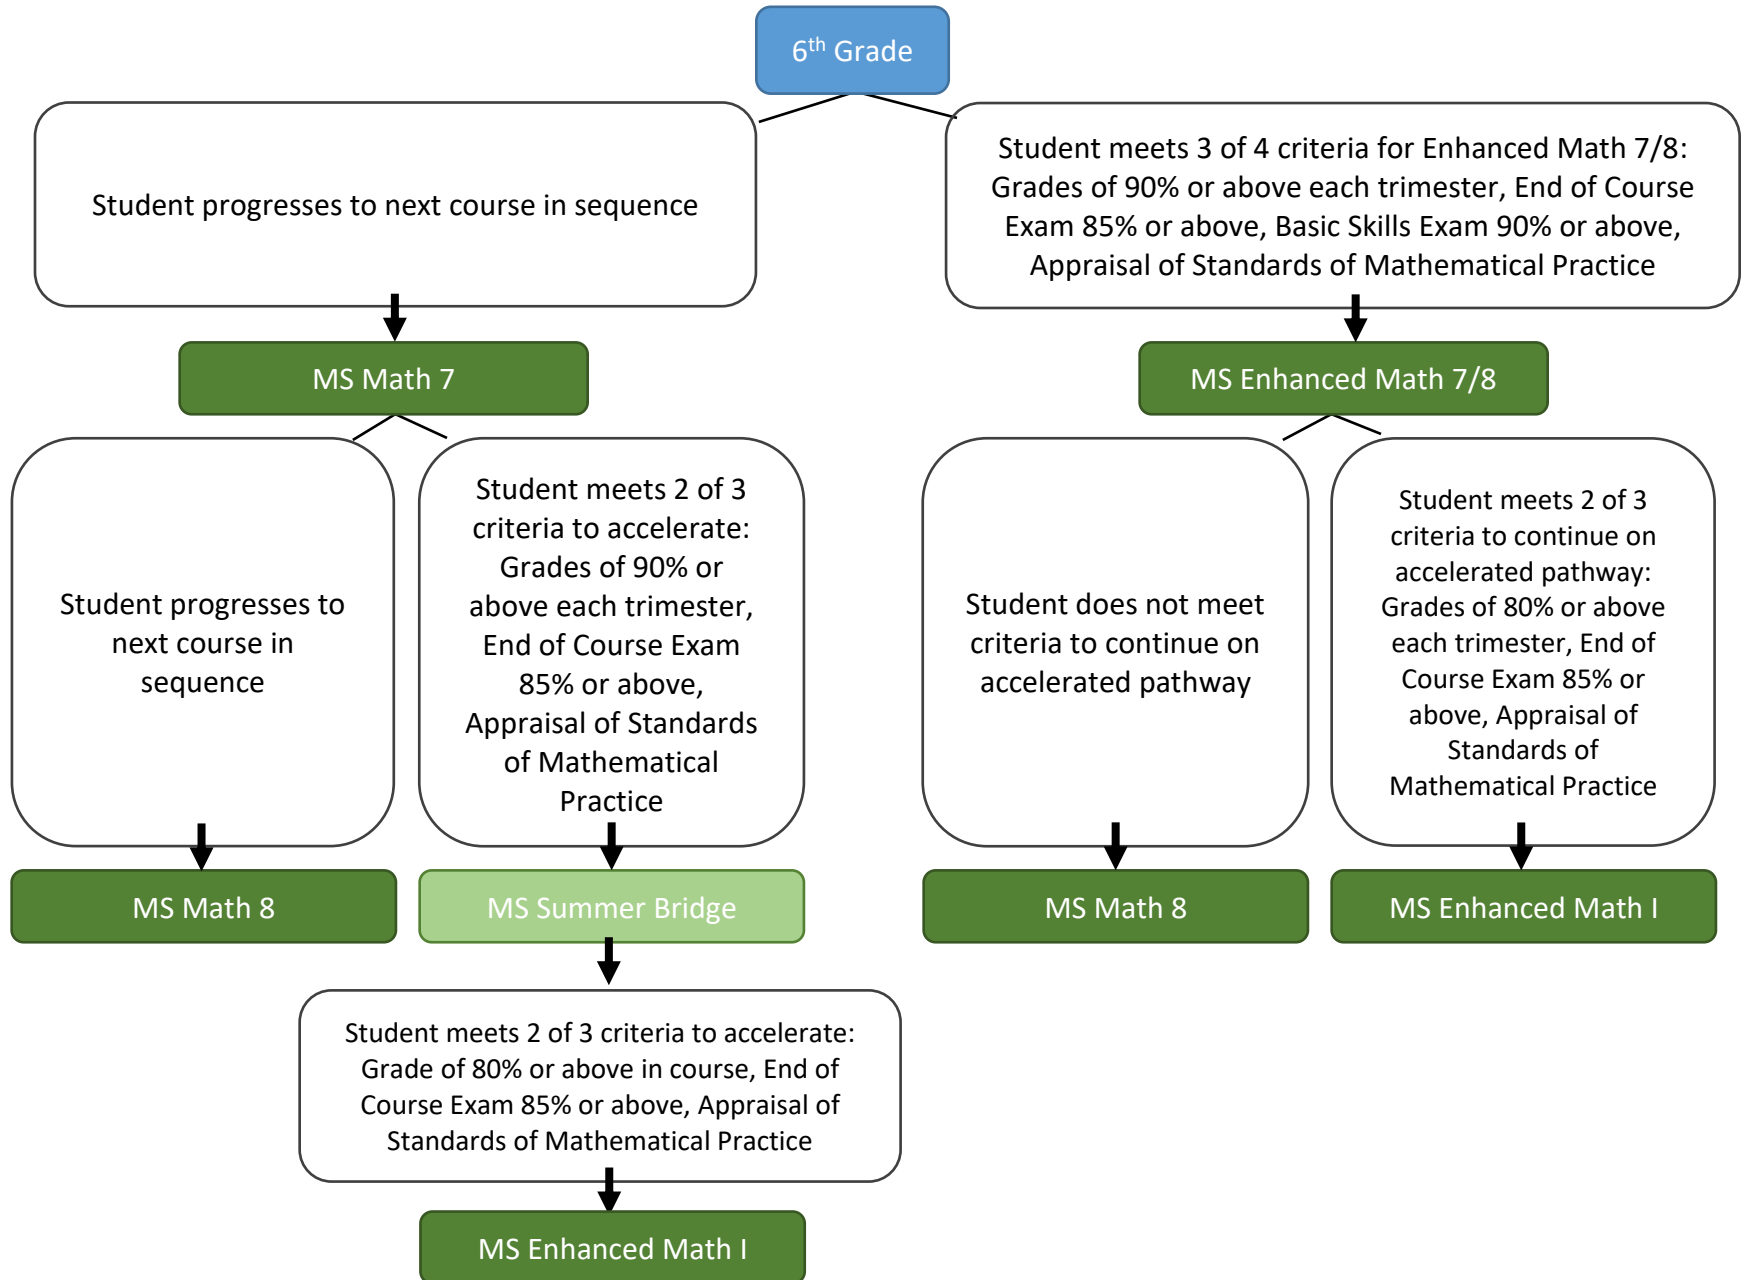 6th Grade
Student progresses to next course in sequence
Student meets 3 of 4 criteria for Enhanced Math 7/8:
Grades of 90% or above each trimester, End of Course
Exam 85% or above, Basic Skills Exam 90% or above,
Appraisal of Standards of Mathematical Practice
MS Math 7
MS Enhanced Math 7/8
Student progresses to
next course in
sequence
Student meets 2 of 3
criteria to accelerate:
Grades of 90% or
above each trimester,
End of Course Exam
85% or above,
Appraisal of Standards
of Mathematical
Practice
Student does not meet
criteria to continue on
accelerated pathway
Student meets 2 of 3
criteria to continue on
accelerated pathway:
Grades of 80% or above
each trimester, End of
Course Exam 85% or
above, Appraisal of
Standards of
Mathematical Practice
MS Math 8
MS Summer Bridge
MS Math 8
MS Enhanced Math I
Student meets 2 of 3 criteria to accelerate:
Grade of 80% or above in course, End of
Course Exam 85% or above, Appraisal of
Standards of Mathematical Practice
MS Enhanced Math I